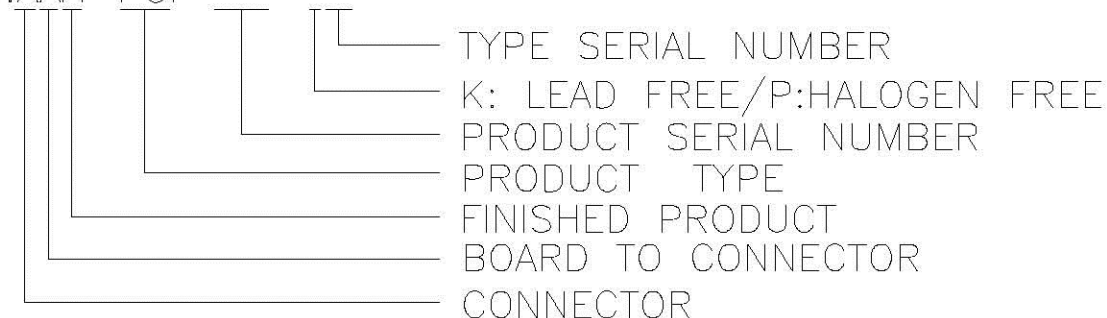 TYPE SERIAL NUMBER
K: LEAD FREE/P:HALOGEN FREE
PRODUCT SERIAL NUMBER
PRODUCT TYPE
FINISHED PRODUCT
BOARD TO CONNECTOR
CONNECTOR